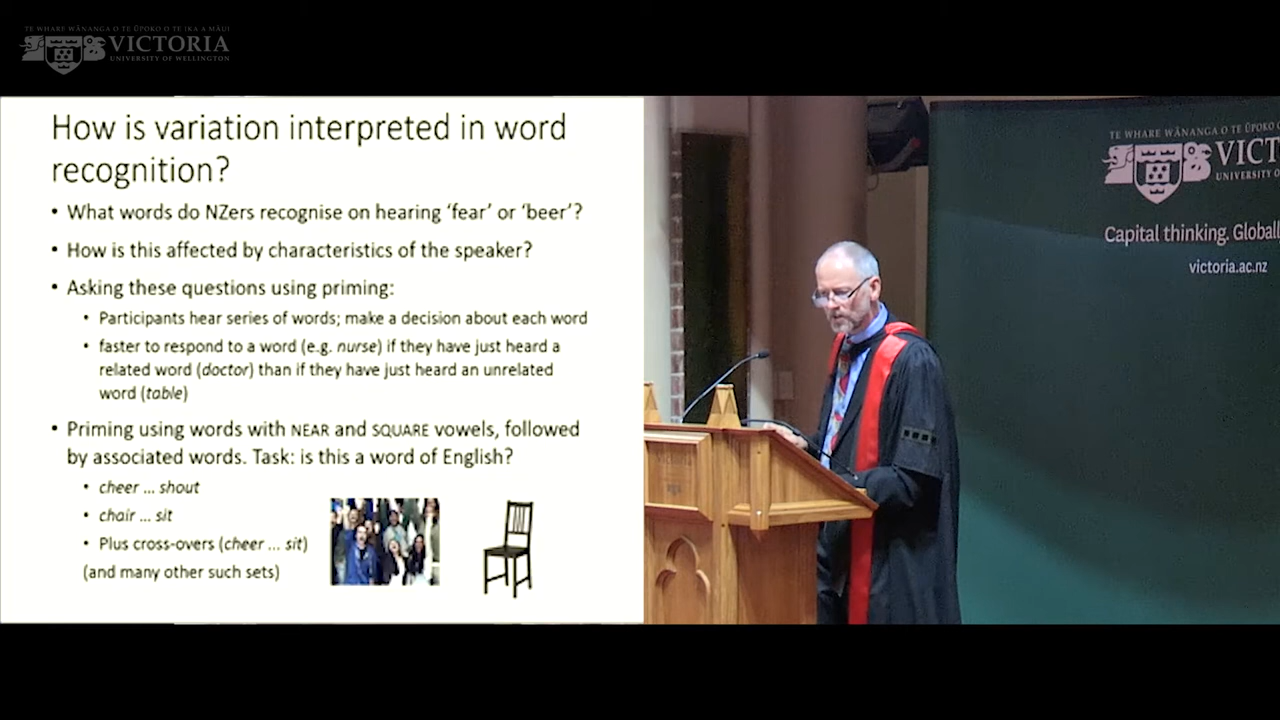 TE WHARE WĀNANGA O TE ŪPOKO O TE IKA A MĀUI
VICTORIA
UNIVERSITY OF WELLINGTON
How is variation interpreted in word
recognition?
• What words do NZers recognise on hearing ‘fear’ or ‘beer’?
• How is this affected by characteristics of the speaker?
• Asking these questions using priming:
• Participants hear series of words; make a decision about each word
• faster to respond to a word (e.g. nurse) if they have just heard a
related word (doctor) than if they have just heard an unrelated
word (table)
• Priming using words with NEAR and SQUARE vowels, followed
by associated words. Task: is this a word of English?
• cheer ... shout
• chair ... sit
• Plus cross-overs (cheer ... sit)
(and many other such sets)
TE WHARE WĀNANGA O TE ŪPOKO O
VICT
UNIVERSITY O
Capital thinking. Globall
victoria.ac.nz